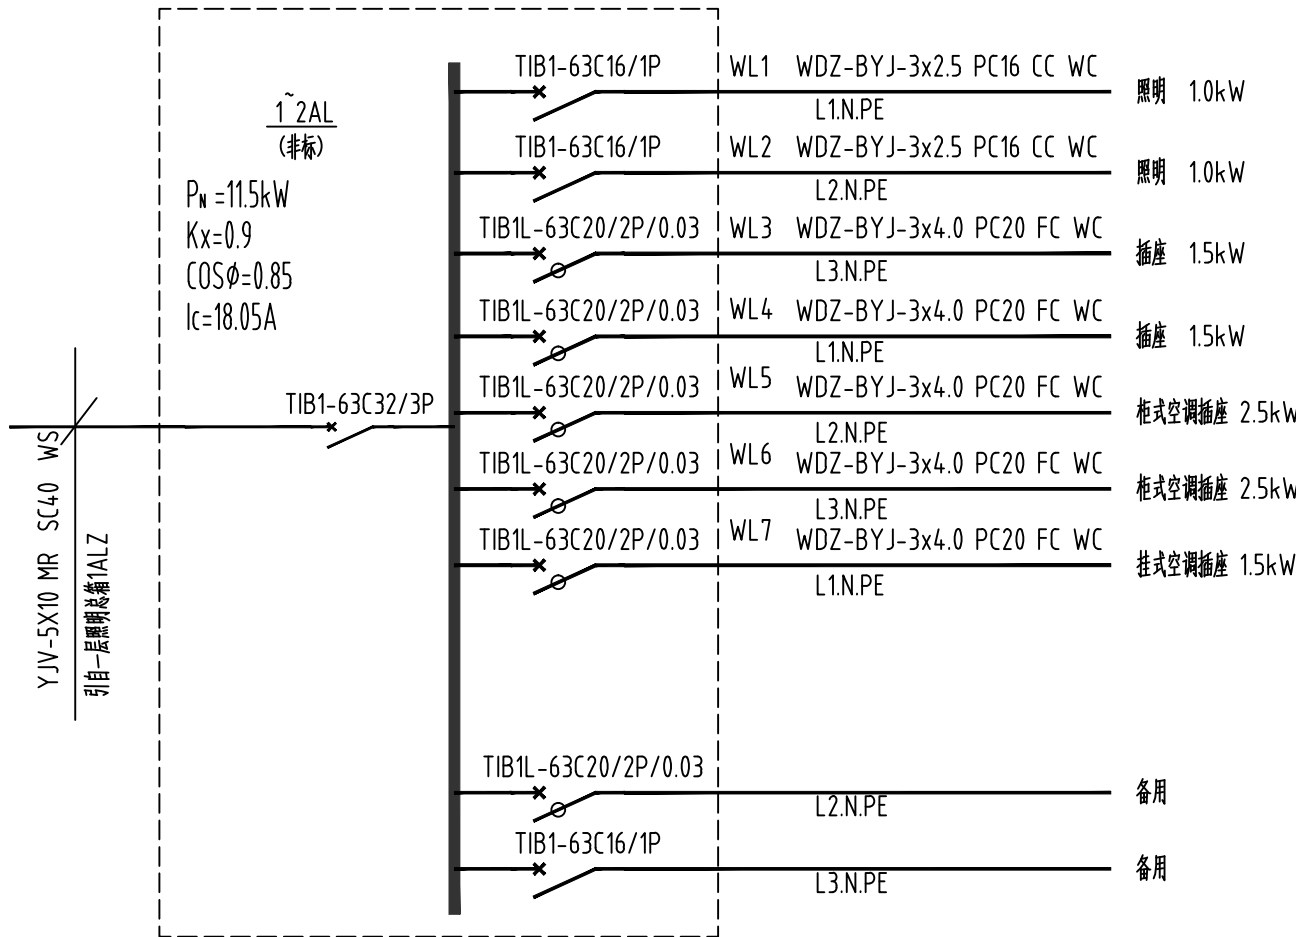 1~2AL
(非标)
PN=11.5kW
Kx=0.9
COSØ=0.85
Ic=18.05A
TIB1-63C32/3P
YJV-5X10 MR SC40 WS
引自一层照明总箱1ALZ
TIB1-63C16/1P WL1 WDZ-BYJ-3x2.5 PC16 CC WC
L1.N.PE
照明 1.0kW
TIB1-63C16/1P WL2 WDZ-BYJ-3x2.5 PC16 CC WC
L2.N.PE
照明 1.0kW
TIB1L-63C20/2P/0.03 WL3 WDZ-BYJ-3x4.0 PC20 FC WC
L3.N.PE
插座 1.5kW
TIB1L-63C20/2P/0.03 WL4 WDZ-BYJ-3x4.0 PC20 FC WC
L1.N.PE
插座 1.5kW
TIB1L-63C20/2P/0.03 WL5 WDZ-BYJ-3x4.0 PC20 FC WC
L2.N.PE
柜式空调插座 2.5kW
TIB1L-63C20/2P/0.03 WL6 WDZ-BYJ-3x4.0 PC20 FC WC
L3.N.PE
柜式空调插座 2.5kW
TIB1L-63C20/2P/0.03 WL7 WDZ-BYJ-3x4.0 PC20 FC WC
L1.N.PE
挂式空调插座 1.5kW
TIB1L-63C20/2P/0.03
L2.N.PE
备用
TIB1-63C16/1P
L3.N.PE
备用